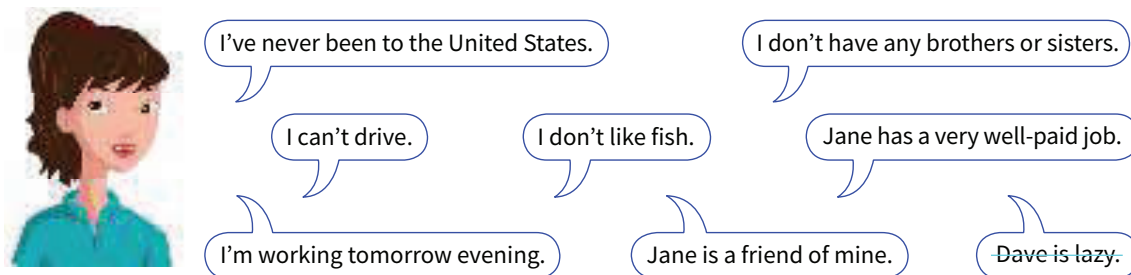 I’ve never been to the United States.
I don’t have any brothers or sisters.
I can’t drive.
I don’t like fish.
Jane has a very well-paid job.
I’m working tomorrow evening.
Jane is a friend of mine.
Dave is lazy.